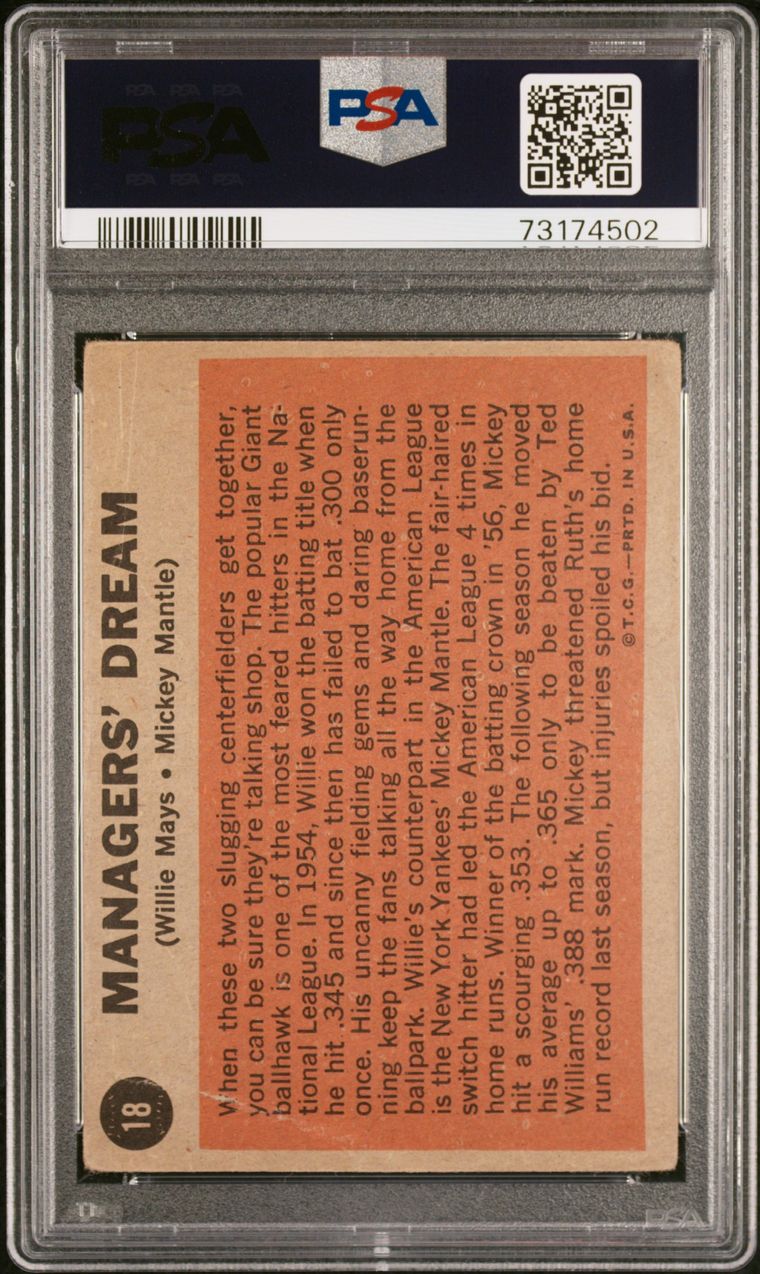 PSA PSA PSA
PSA
PSA PSA PSA
PSA
73174502
18
MANAGERS' DREAM
(Willie Mays • Mickey Mantle)
When these two slugging centerfielders get together,
you can be sure they're talking shop. The popular Giant
ballhawk is one of the most feared hitters in the Na-
tional League. In 1954, Willie won the batting title when
he hit .345 and since then has failed to bat .300 only
once. His uncanny fielding gems and daring baserun-
ning keep the fans talking all the way home from the
ballpark. Willie's counterpart in the American League
is the New York Yankees' Mickey Mantle. The fair-haired
switch hitter had led the American League 4 times in
home runs. Winner of the batting crown in '56, Mickey
hit a scourging .353. The following season he moved
his average up to .365 only to be beaten by Ted
Williams' .388 mark. Mickey threatened Ruth's home
run record last season, but injuries spoiled his bid.
©T.C.G.—PRTD. IN U.S.A.
PSA